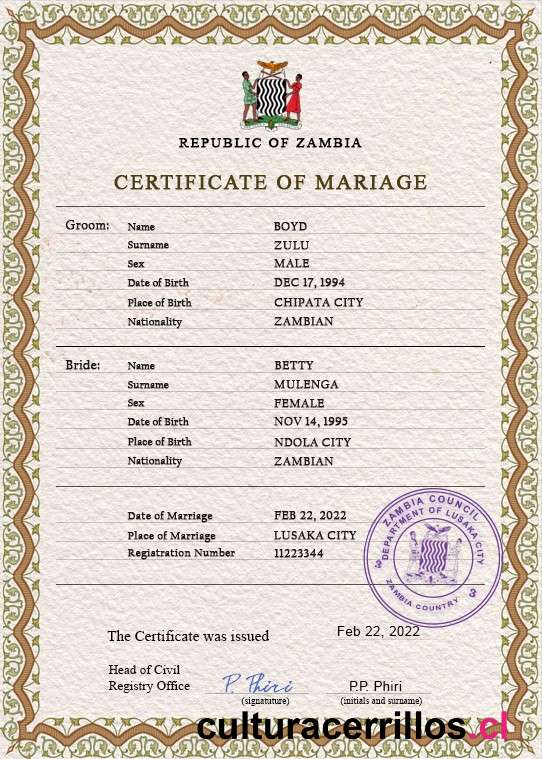 REPUBLIC OF ZAMBIA
CERTIFICATE OF MARIAGE
Groom: Name BOYD
Surname ZULU
Sex MALE
Date of Birth DEC 17, 1994
Place of Birth CHIPATA CITY
Nationality ZAMBIAN
Bride: Name BETTY
Surname MULENGA
Sex FEMALE
Date of Birth NOV 14, 1995
Place of Birth NDOLA CITY
Nationality ZAMBIAN
Date of Marriage FEB 22, 2022
Place of Marriage LUSAKA CITY
Registration Number 11223344
ZAMBIA COUNCIL
DEPARTMENT OF LUSAKA CITY
3 3
ZAMBIA COUNTRY
The Certificate was issued Feb 22, 2022
Head of Civil
Registry Office P. Phiri P.P. Phiri
(signatuture) (initials and surname)
culturacerrillos.cl